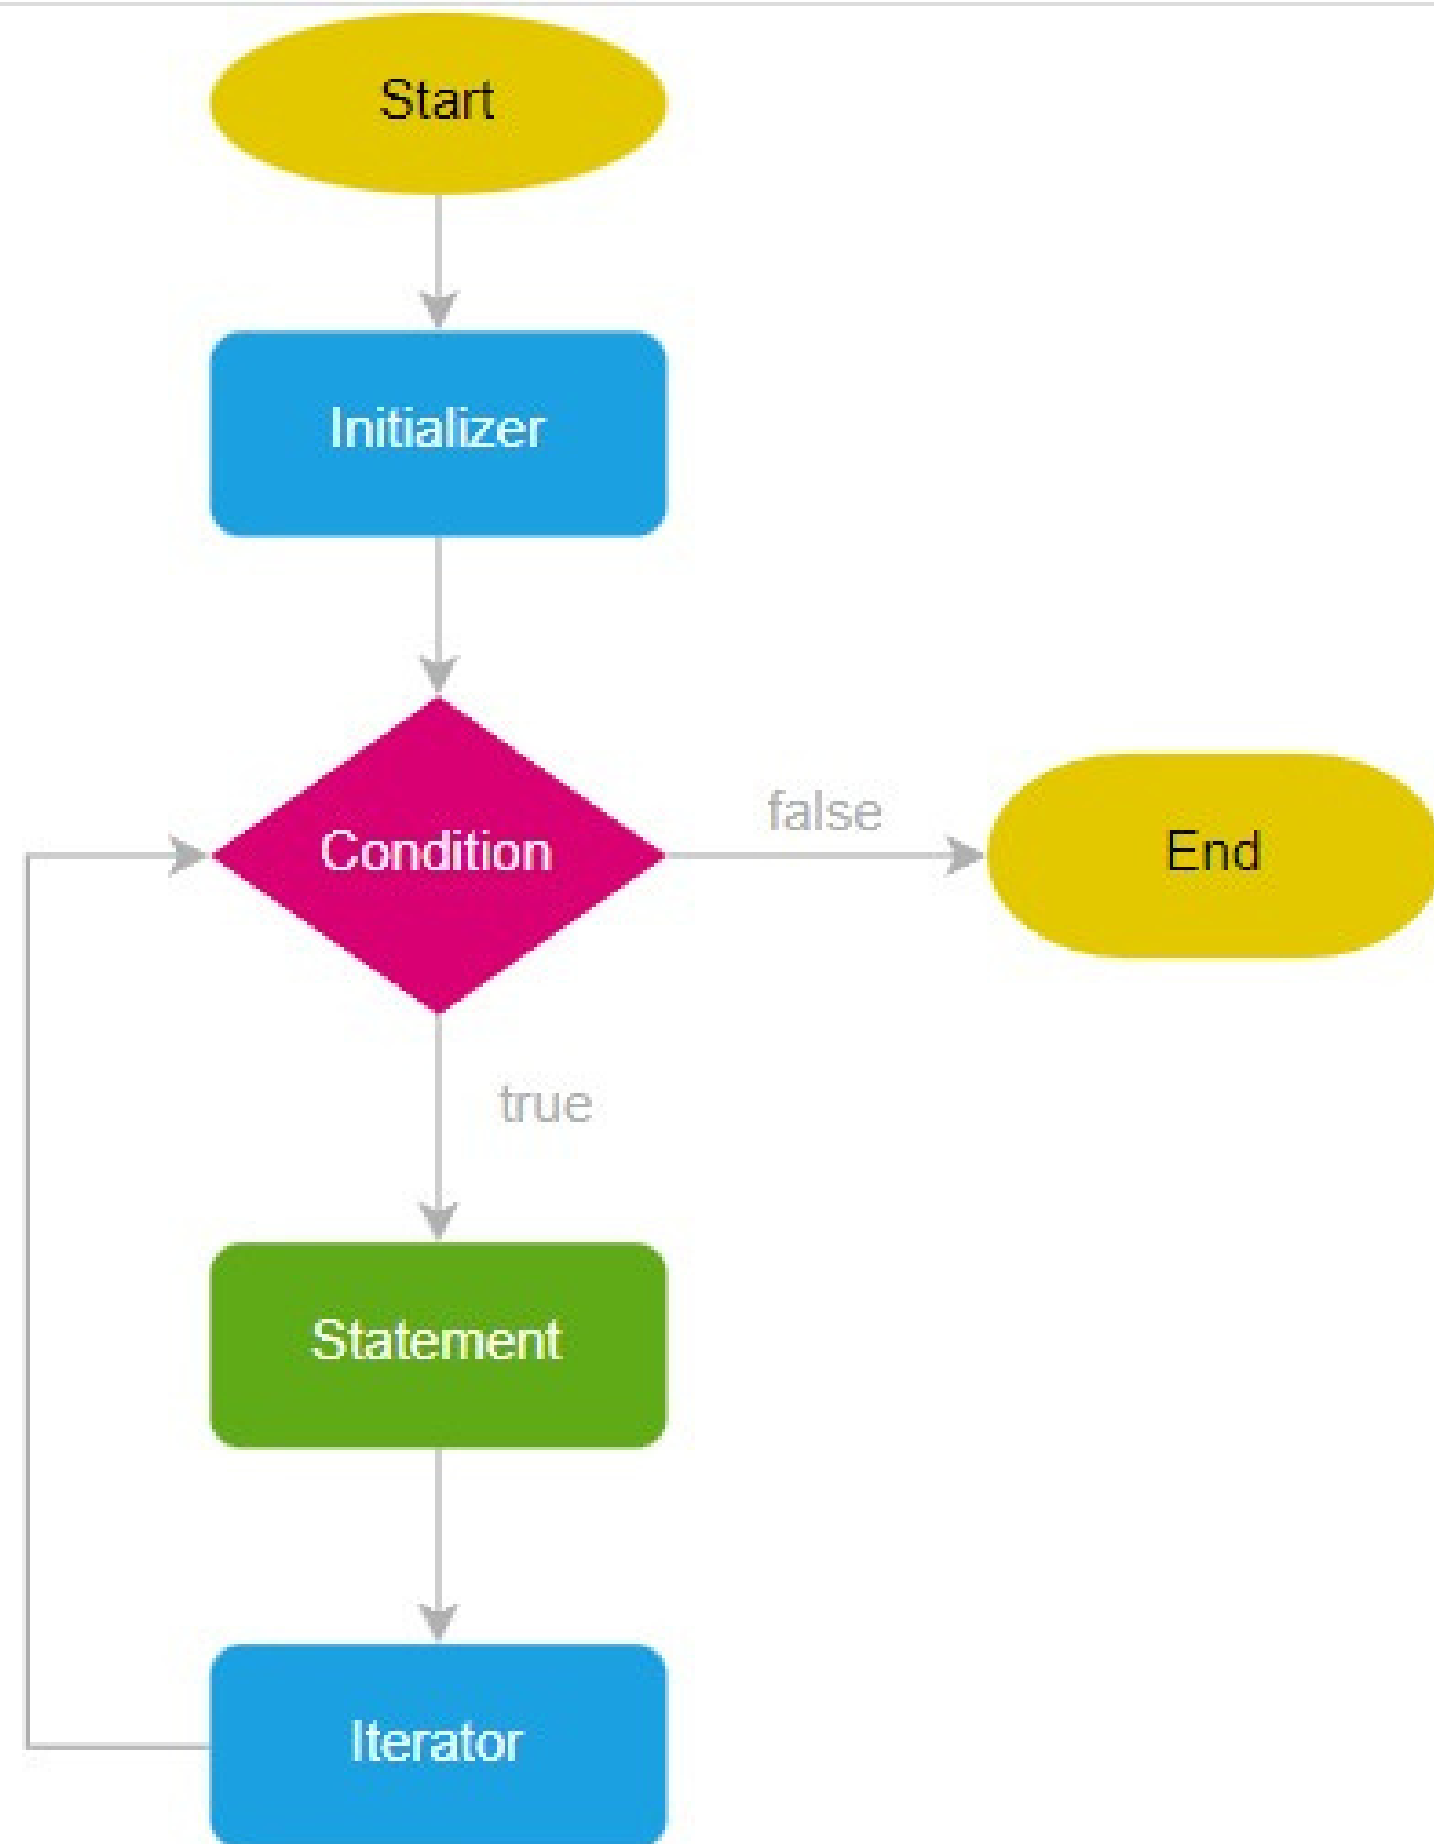 Start
Initializer
Condition
false
End
true
Statement
Iterator